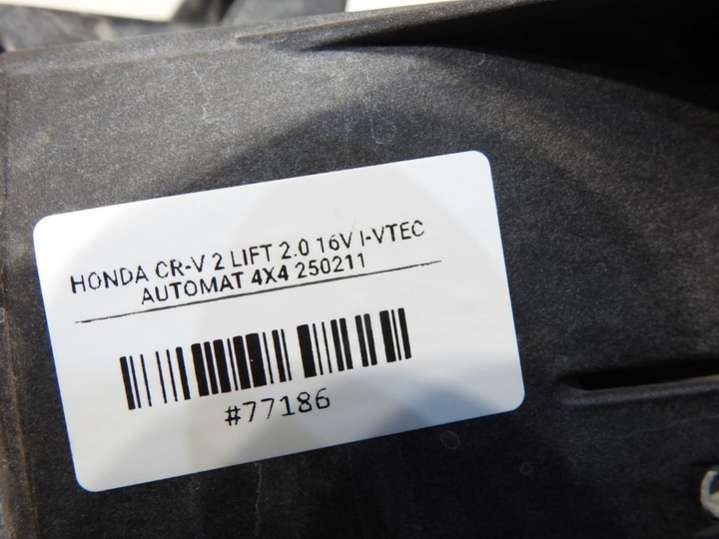 HONDA CR-V 2 LIFT 2.0 16V I-VTEC
AUTOMAT 4X4 250211
#77186